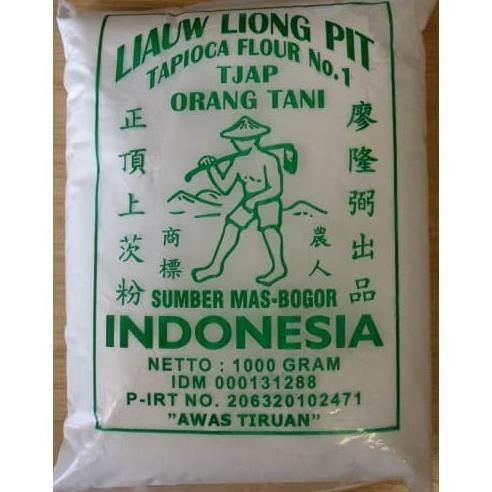 LIAUW LIONG PIT
TAPIOCA FLOUR No.1
TJAP
ORANG TANI
正頂上茨粉
廖隆弼出品
商標
農人
SUMBER MAS-BOGOR
INDONESIA
NETTO : 1000 GRAM
IDM 000131288
P-IRT NO. 206320102471
"AWAS TIRUAN"